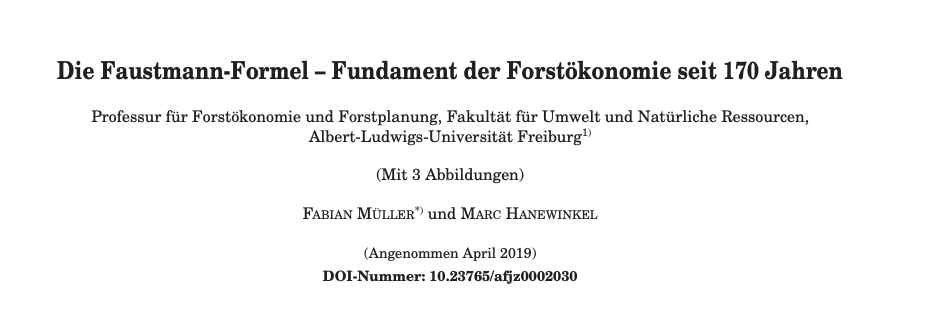 Die Faustmann-Formel – Fundament der Forstökonomie seit 170 Jahren
Professur für Forstökonomie und Forstplanung, Fakultät für Umwelt und Natürliche Ressourcen,
Albert-Ludwigs-Universität Freiburg1)
(Mit 3 Abbildungen)
FABIAN MÜLLER*) und MARC HANEWINKEL
(Angenommen April 2019)
DOI-Nummer: 10.23765/afjz0002030